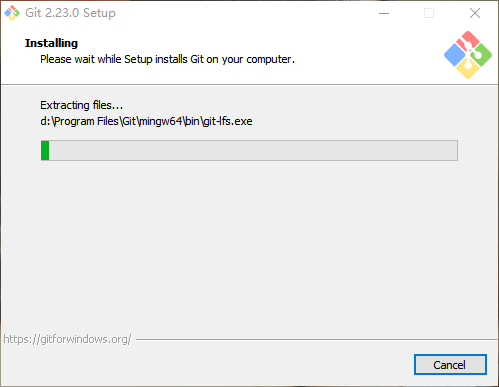 Git 2.23.0 Setup
Installing
Please wait while Setup installs Git on your computer.
Extracting files...
d:\Program Files\Git\mingw64\bin\git-lfs.exe
https://gitforwindows.org/
Cancel